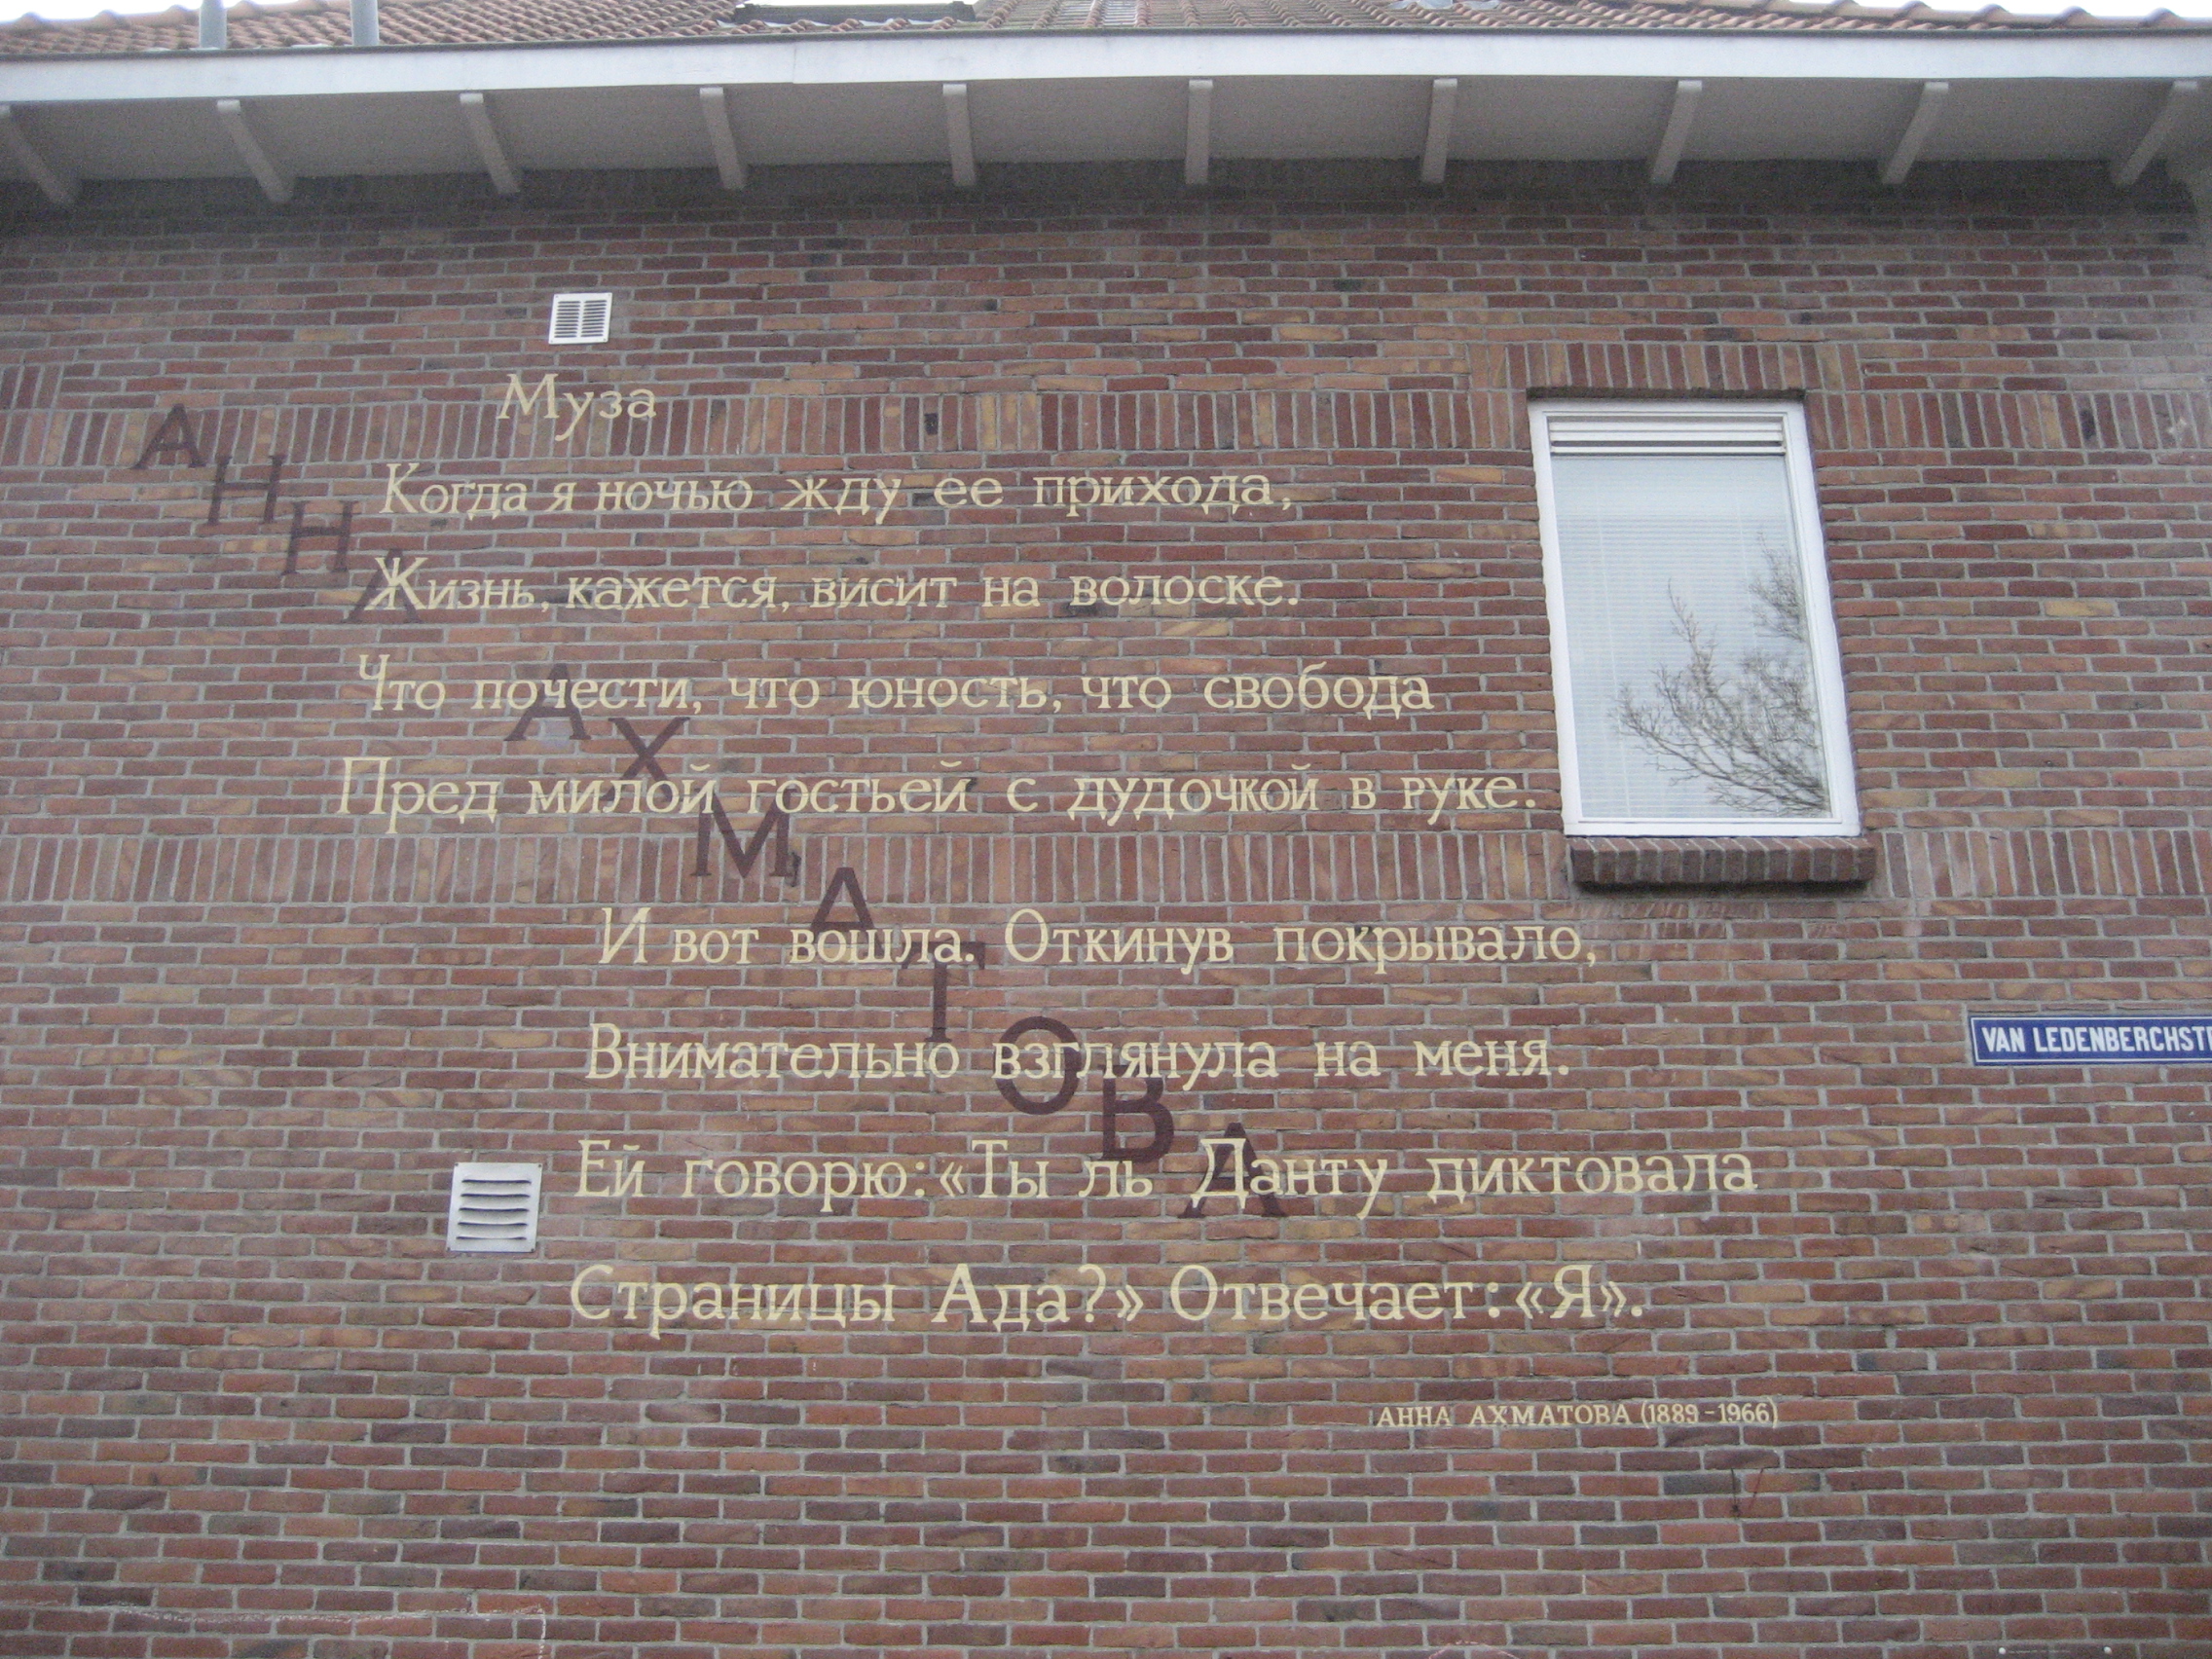 Муза
АННА АХМАТОВА
Когда я ночью жду ее прихода,
Жизнь, кажется, висит на волоске.
Что почести, что юность, что свобода
Пред милой гостьей с дудочкой в руке.
И вот вошла. Откинув покрывало,
Внимательно взглянула на меня.
Ей говорю: «Ты ль Данту диктовала
Страницы Ада?» Отвечает: «Я».
АННА АХМАТОВА (1889-1966)
VAN LEDENBERCHST